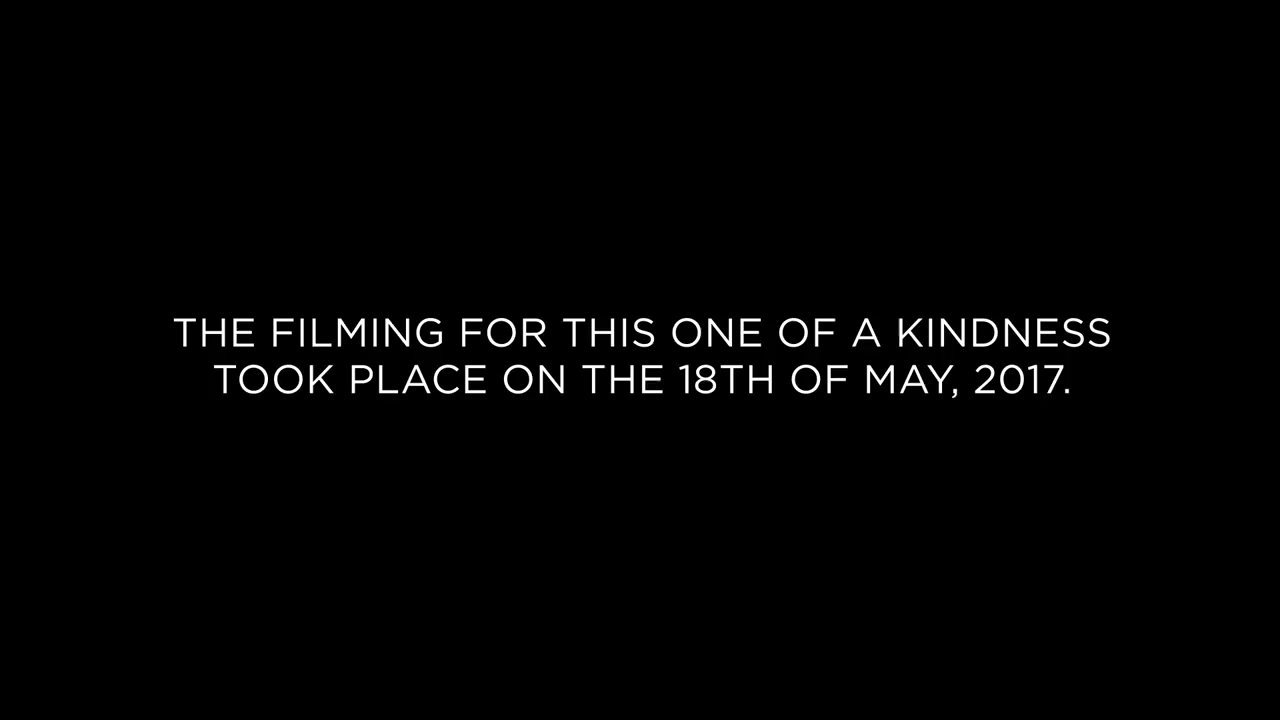 THE FILMING FOR THIS ONE OF A KINDNESS
TOOK PLACE ON THE 18TH OF MAY, 2017.